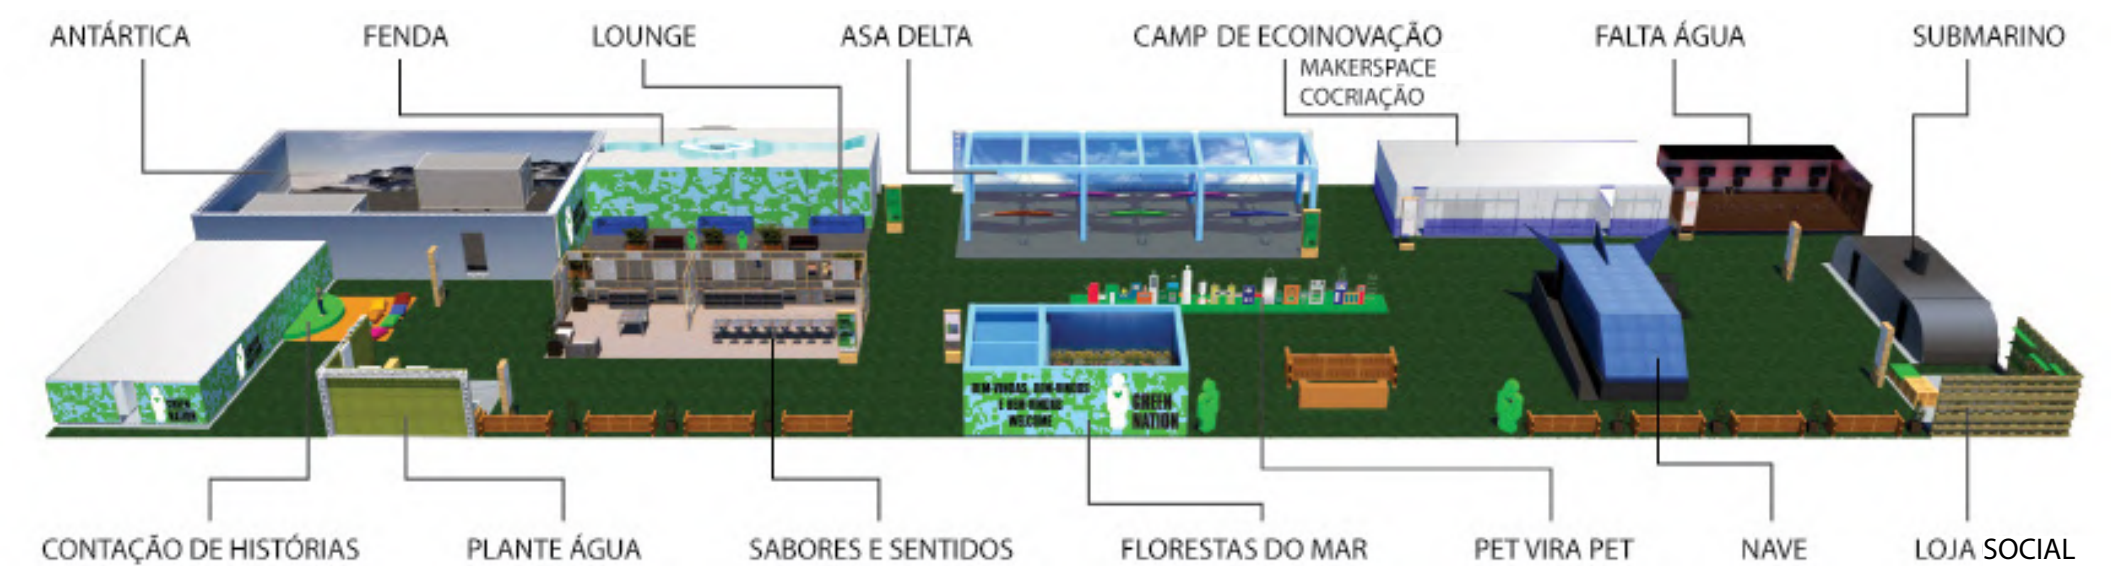 ANTÁRTICA
FENDA
LOUNGE
ASA DELTA
CAMP DE ECOINOVAÇÃO
MAKERSPACE
COCRIAÇÃO
FALTA ÁGUA
SUBMARINO
GREEN
NATION
BEM-VINDAS, BEM-VINDOS
E BEM-VINDES
WELCOME
GREEN
NATION
CONTAÇÃO DE HISTÓRIAS
PLANTE ÁGUA
SABORES E SENTIDOS
FLORESTAS DO MAR
PET VIRA PET
NAVE
LOJA SOCIAL